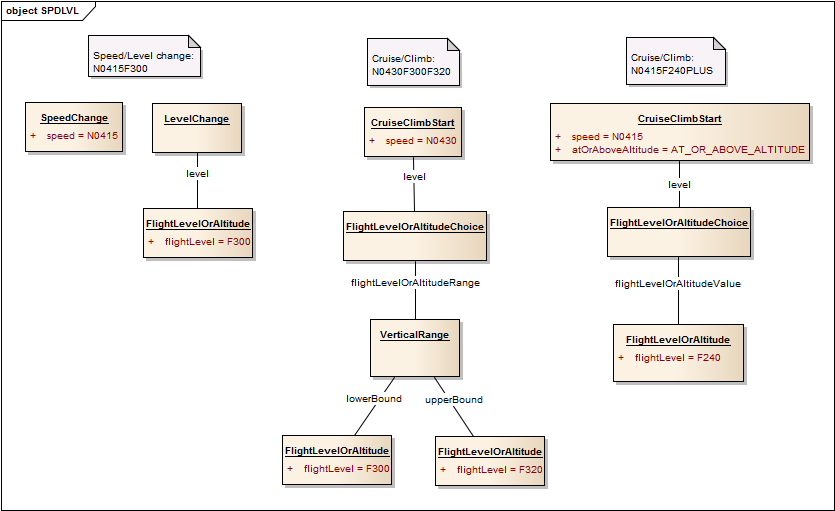 object SPDLVL
Speed/Level change:
N0415F300
SpeedChange
+ speed = N0415
LevelChange
level
FlightLevelOrAltitude
+ flightLevel = F300
Cruise/Climb:
N0430F300F320
CruiseClimbStart
+ speed = N0430
level
FlightLevelOrAltitudeChoice
flightLevelOrAltitudeRange
VerticalRange
lowerBound
upperBound
FlightLevelOrAltitude
+ flightLevel = F300
FlightLevelOrAltitude
+ flightLevel = F320
Cruise/Climb:
N0415F240PLUS
CruiseClimbStart
+ speed = N0415
+ atOrAboveAltitude = AT_OR_ABOVE_ALTITUDE
level
FlightLevelOrAltitudeChoice
flightLevelOrAltitudeValue
FlightLevelOrAltitude
+ flightLevel = F240